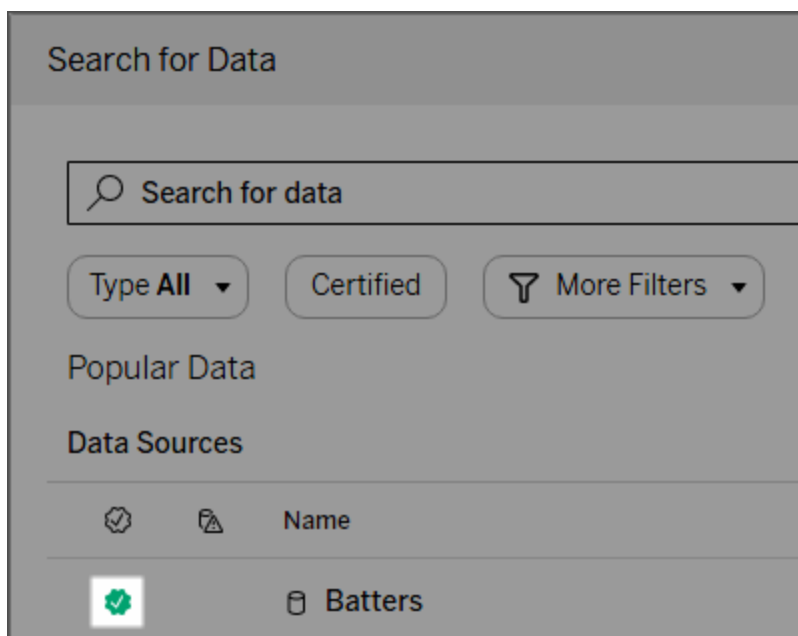 Search for Data
Search for data
Type All
Certified
More Filters
Popular Data
Data Sources
Name
Batters